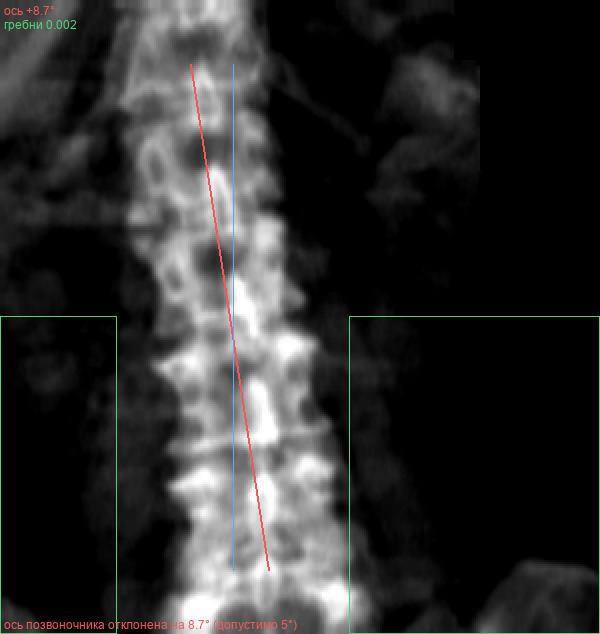 ось +8.7°
гребни 0.002
ось позвоночника отклонена на 8.7° (допустимо 5°)